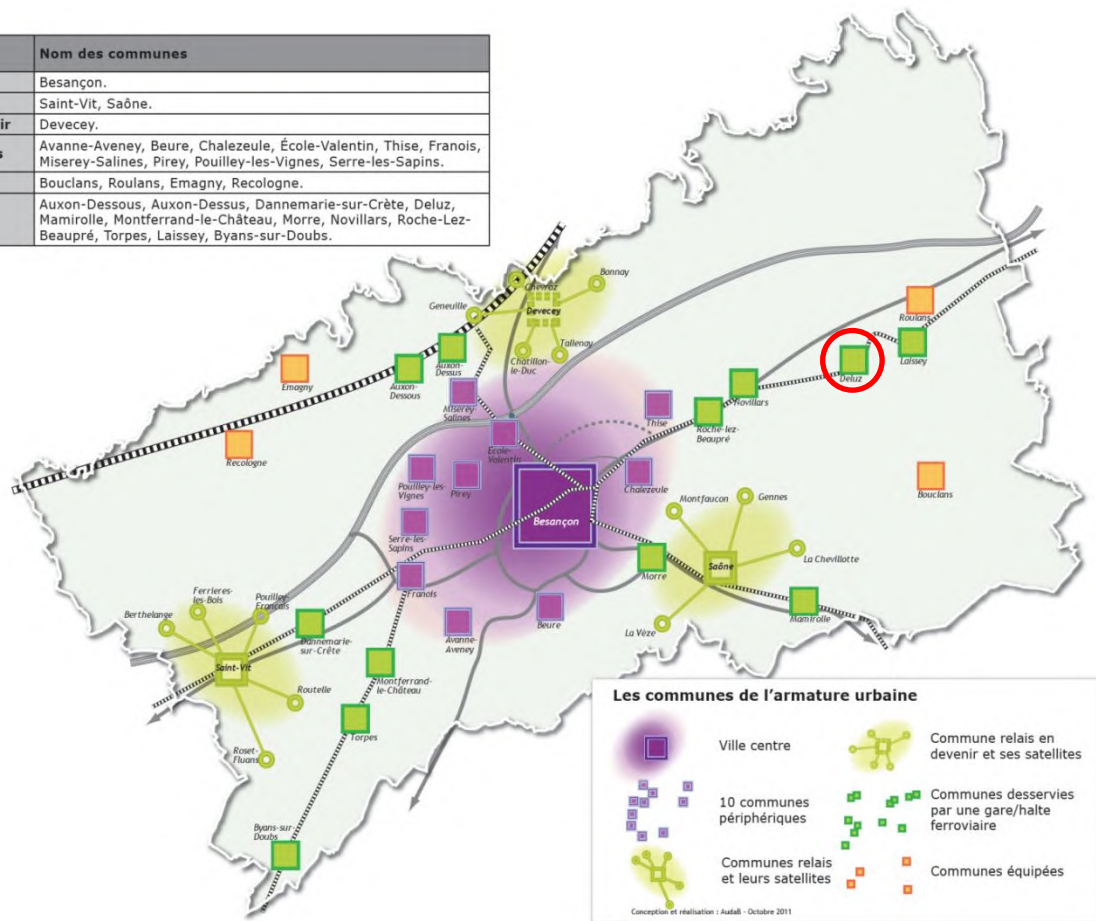 Nom des communes
Besançon.
Saint-Vit, Saône.
ir
Devecey.
s
Avanne-Aveney, Beure, Chalezeule, École-Valentin, Thise, Franois,
Miserey-Salines, Pirey, Pouilley-les-Vignes, Serre-les-Sapins.
Bouclans, Roulans, Emagny, Recologne.
Auxon-Dessous, Auxon-Dessus, Dannemarie-sur-Crète, Deluz,
Mamirolle, Montferrand-le-Château, Morre, Novillars, Roche-Lez-
Beaupré, Torpes, Laissey, Byans-sur-Doubs.
Bonnay
Chevroz
Geneuille
Devecey
Tallenay
Chatillon-
le-Duc
Roulans
Laissey
Deluz
Auxon-
Dessus
Auxon-
Dessous
Emagny
Novillars
Miserey-
Salines
Roche-lez-
Beaupré
Thise
Recologne
École-
Valentin
Pouilley-les-
Vignes
Pirey
Chalezeule
Bouclans
Montfaucon
Gennes
Besançon
Serre-les-
Sapins
La Chevillotte
Saône
Morre
Franois
Ferrieres-
les-Bois
Pouilley-
Français
Berthelange
Mamirolle
Beure
La Vèze
Avanne-
Aveney
Dannemarie-
sur-Crête
Saint-Vit
Montferrand-
le-Château
Routelle
Torpes
Roset-
Fluans
Byans-sur-
Doubs
Les communes de l'armature urbaine
Ville centre
10 communes
périphériques
Communes relais
et leurs satellites
Commune relais en
devenir et ses satellites
Communes desservies
par une gare/halte
ferroviaire
Communes équipées
Conception et réalisation : AudaB - Octobre 2011